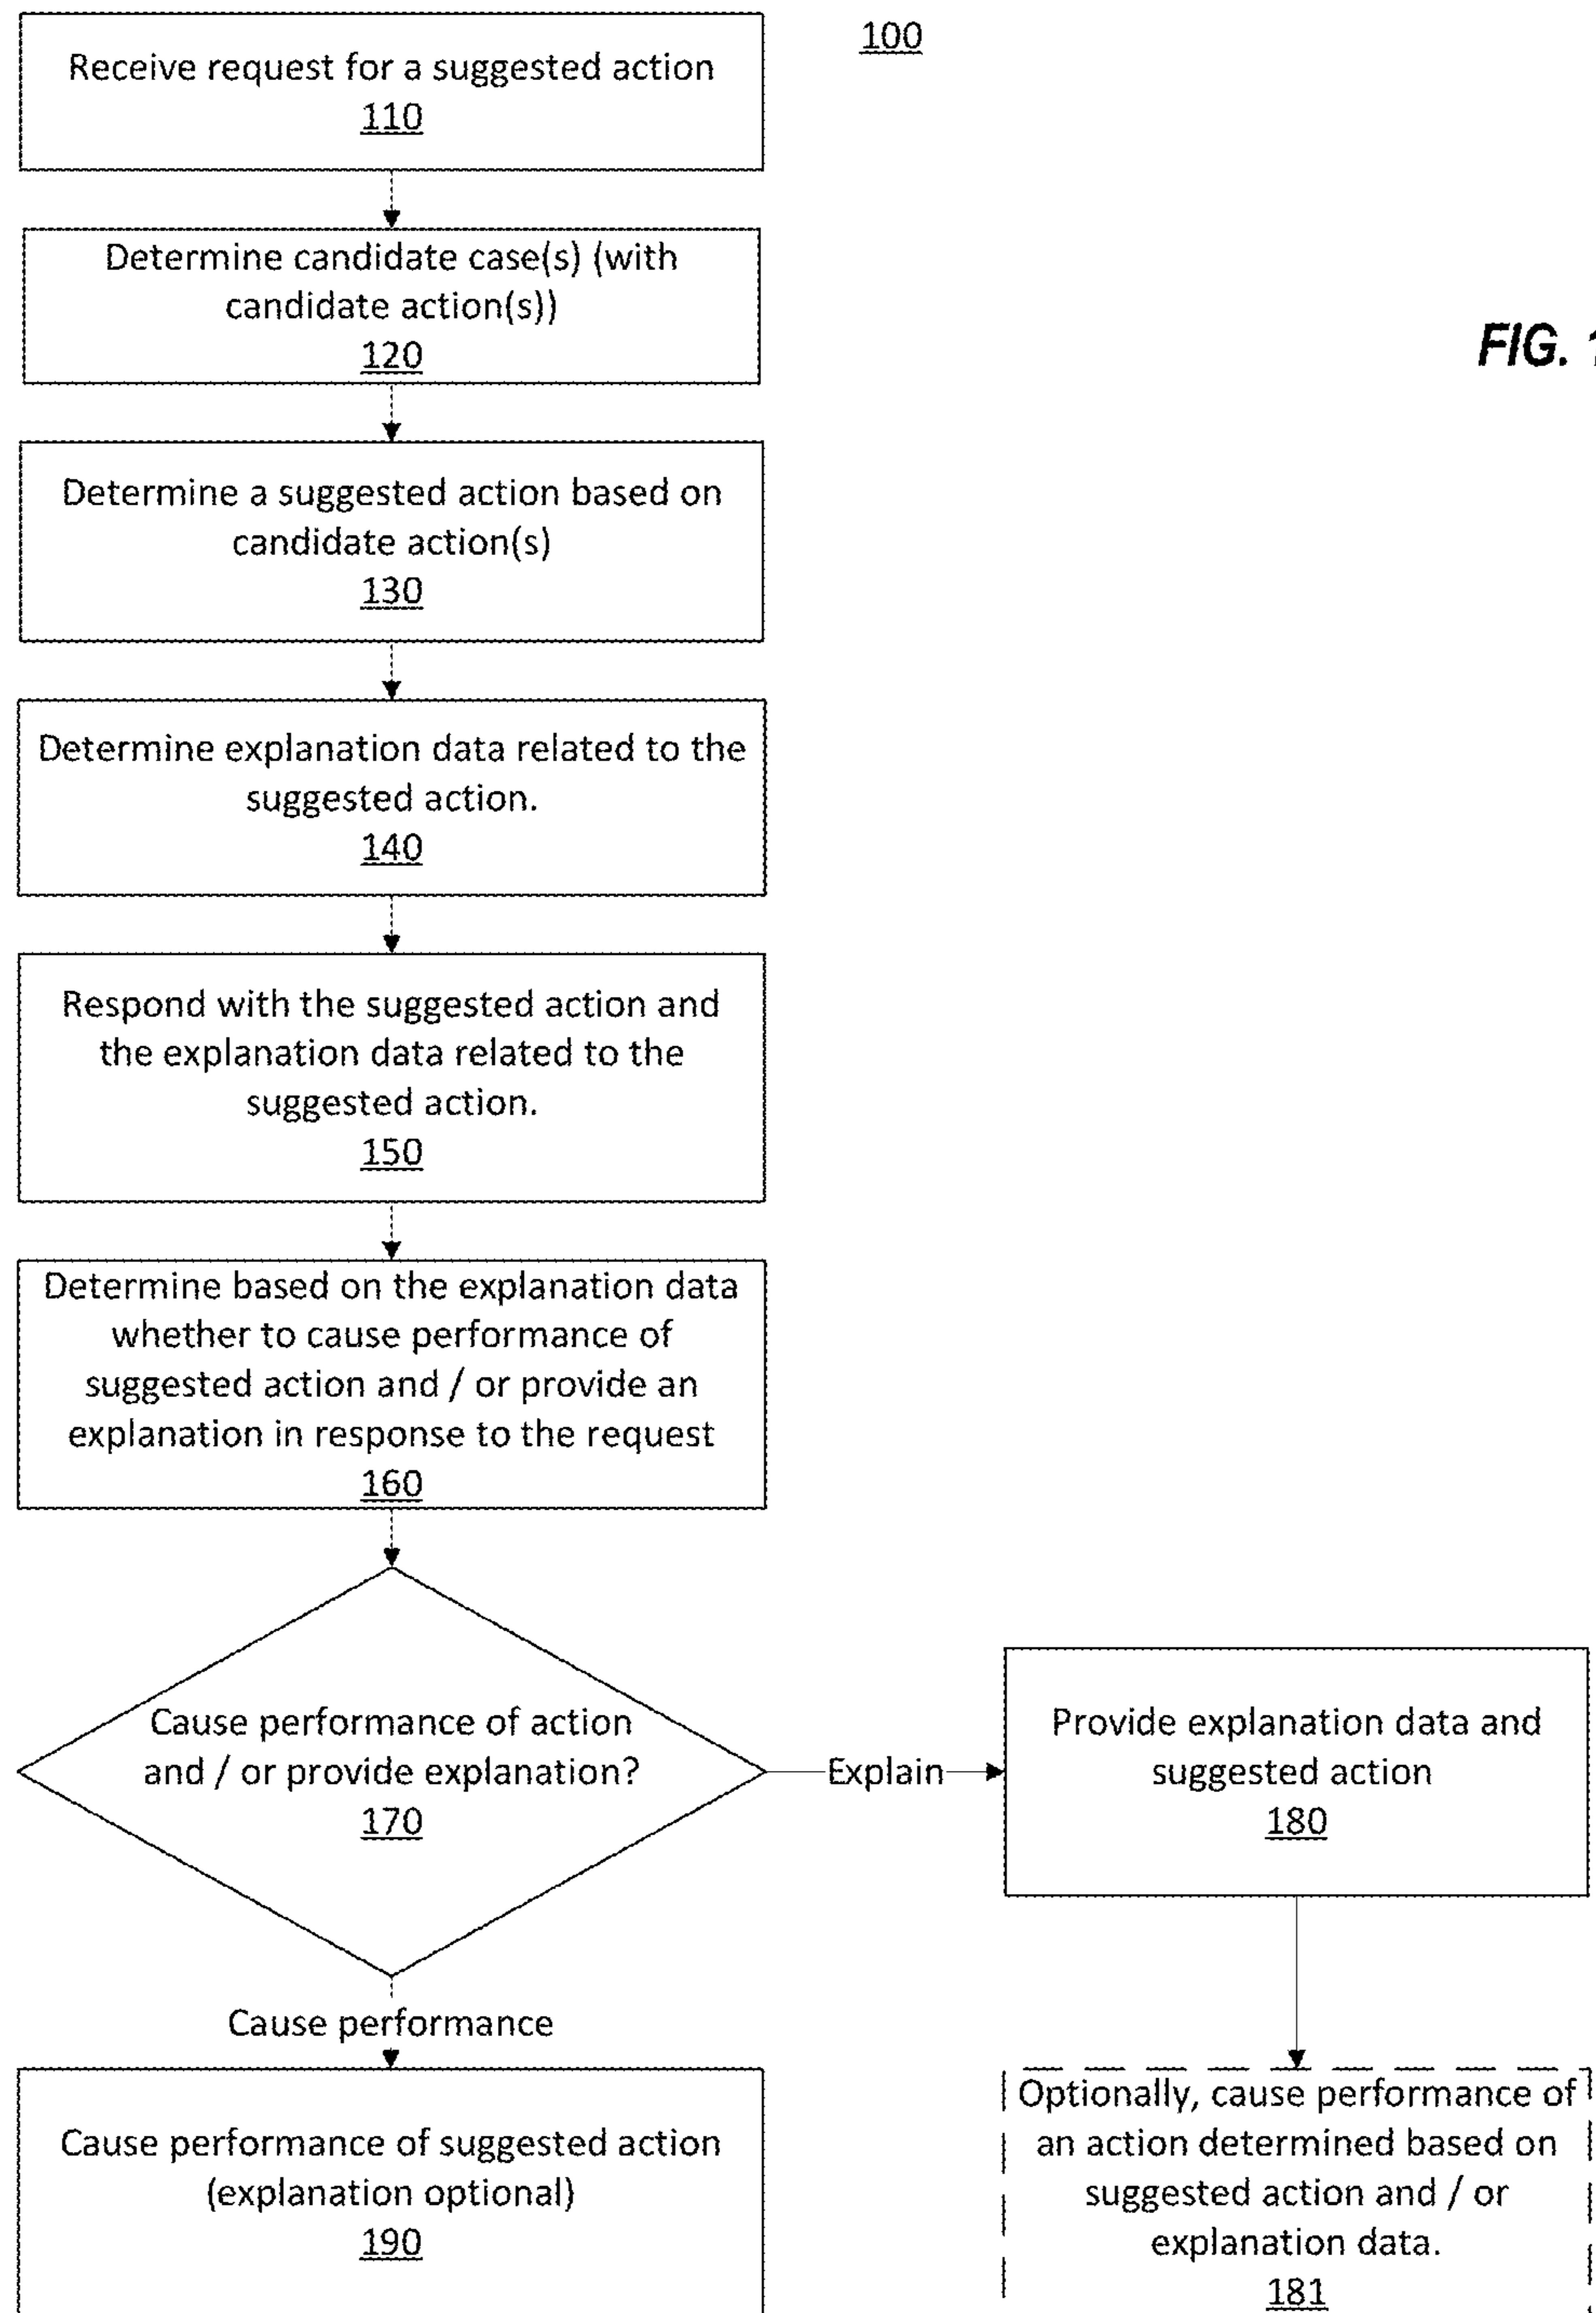 100
Receive request for a suggested action
110
Determine candidate case(s) (with
candidate action(s))
120
FIG. 1
Determine a suggested action based on
candidate action(s)
130
Determine explanation data related to the
suggested action.
140
Respond with the suggested action and
the explanation data related to the
suggested action.
150
Determine based on the explanation data
whether to cause performance of
suggested action and / or provide an
explanation in response to the request
160
Cause performance of action
and / or provide explanation?
170
Explain
Provide explanation data and
suggested action
180
Cause performance
Cause performance of suggested action
(explanation optional)
190
Optionally, cause performance of
an action determined based on
suggested action and / or
explanation data.
181